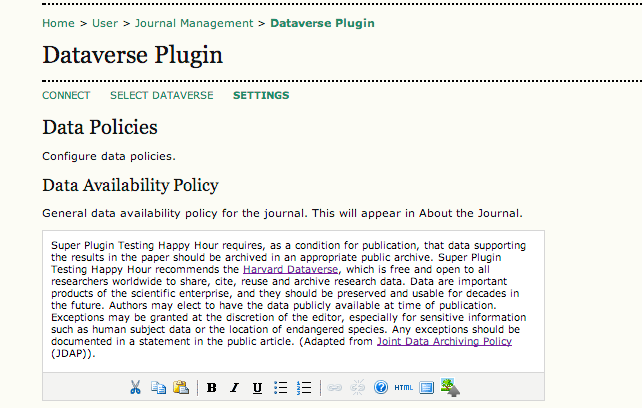 Home > User > Journal Management > Dataverse Plugin
Dataverse Plugin
CONNECT SELECT DATAVERSE SETTINGS
Data Policies
Configure data policies.
Data Availability Policy
General data availability policy for the journal. This will appear in About the Journal.
Super Plugin Testing Happy Hour requires, as a condition for publication, that data supporting
the results in the paper should be archived in an appropriate public archive. Super Plugin
Testing Happy Hour recommends the Harvard Dataverse, which is free and open to all
researchers worldwide to share, cite, reuse and archive research data. Data are important
products of the scientific enterprise, and they should be preserved and usable for decades in
the future. Authors may elect to have the data publicly available at time of publication.
Exceptions may be granted at the discretion of the editor, especially for sensitive information
such as human subject data or the location of endangered species. Any exceptions should be
documented in a statement in the public article. (Adapted from Joint Data Archiving Policy
(JDAP)).
B I U HTML